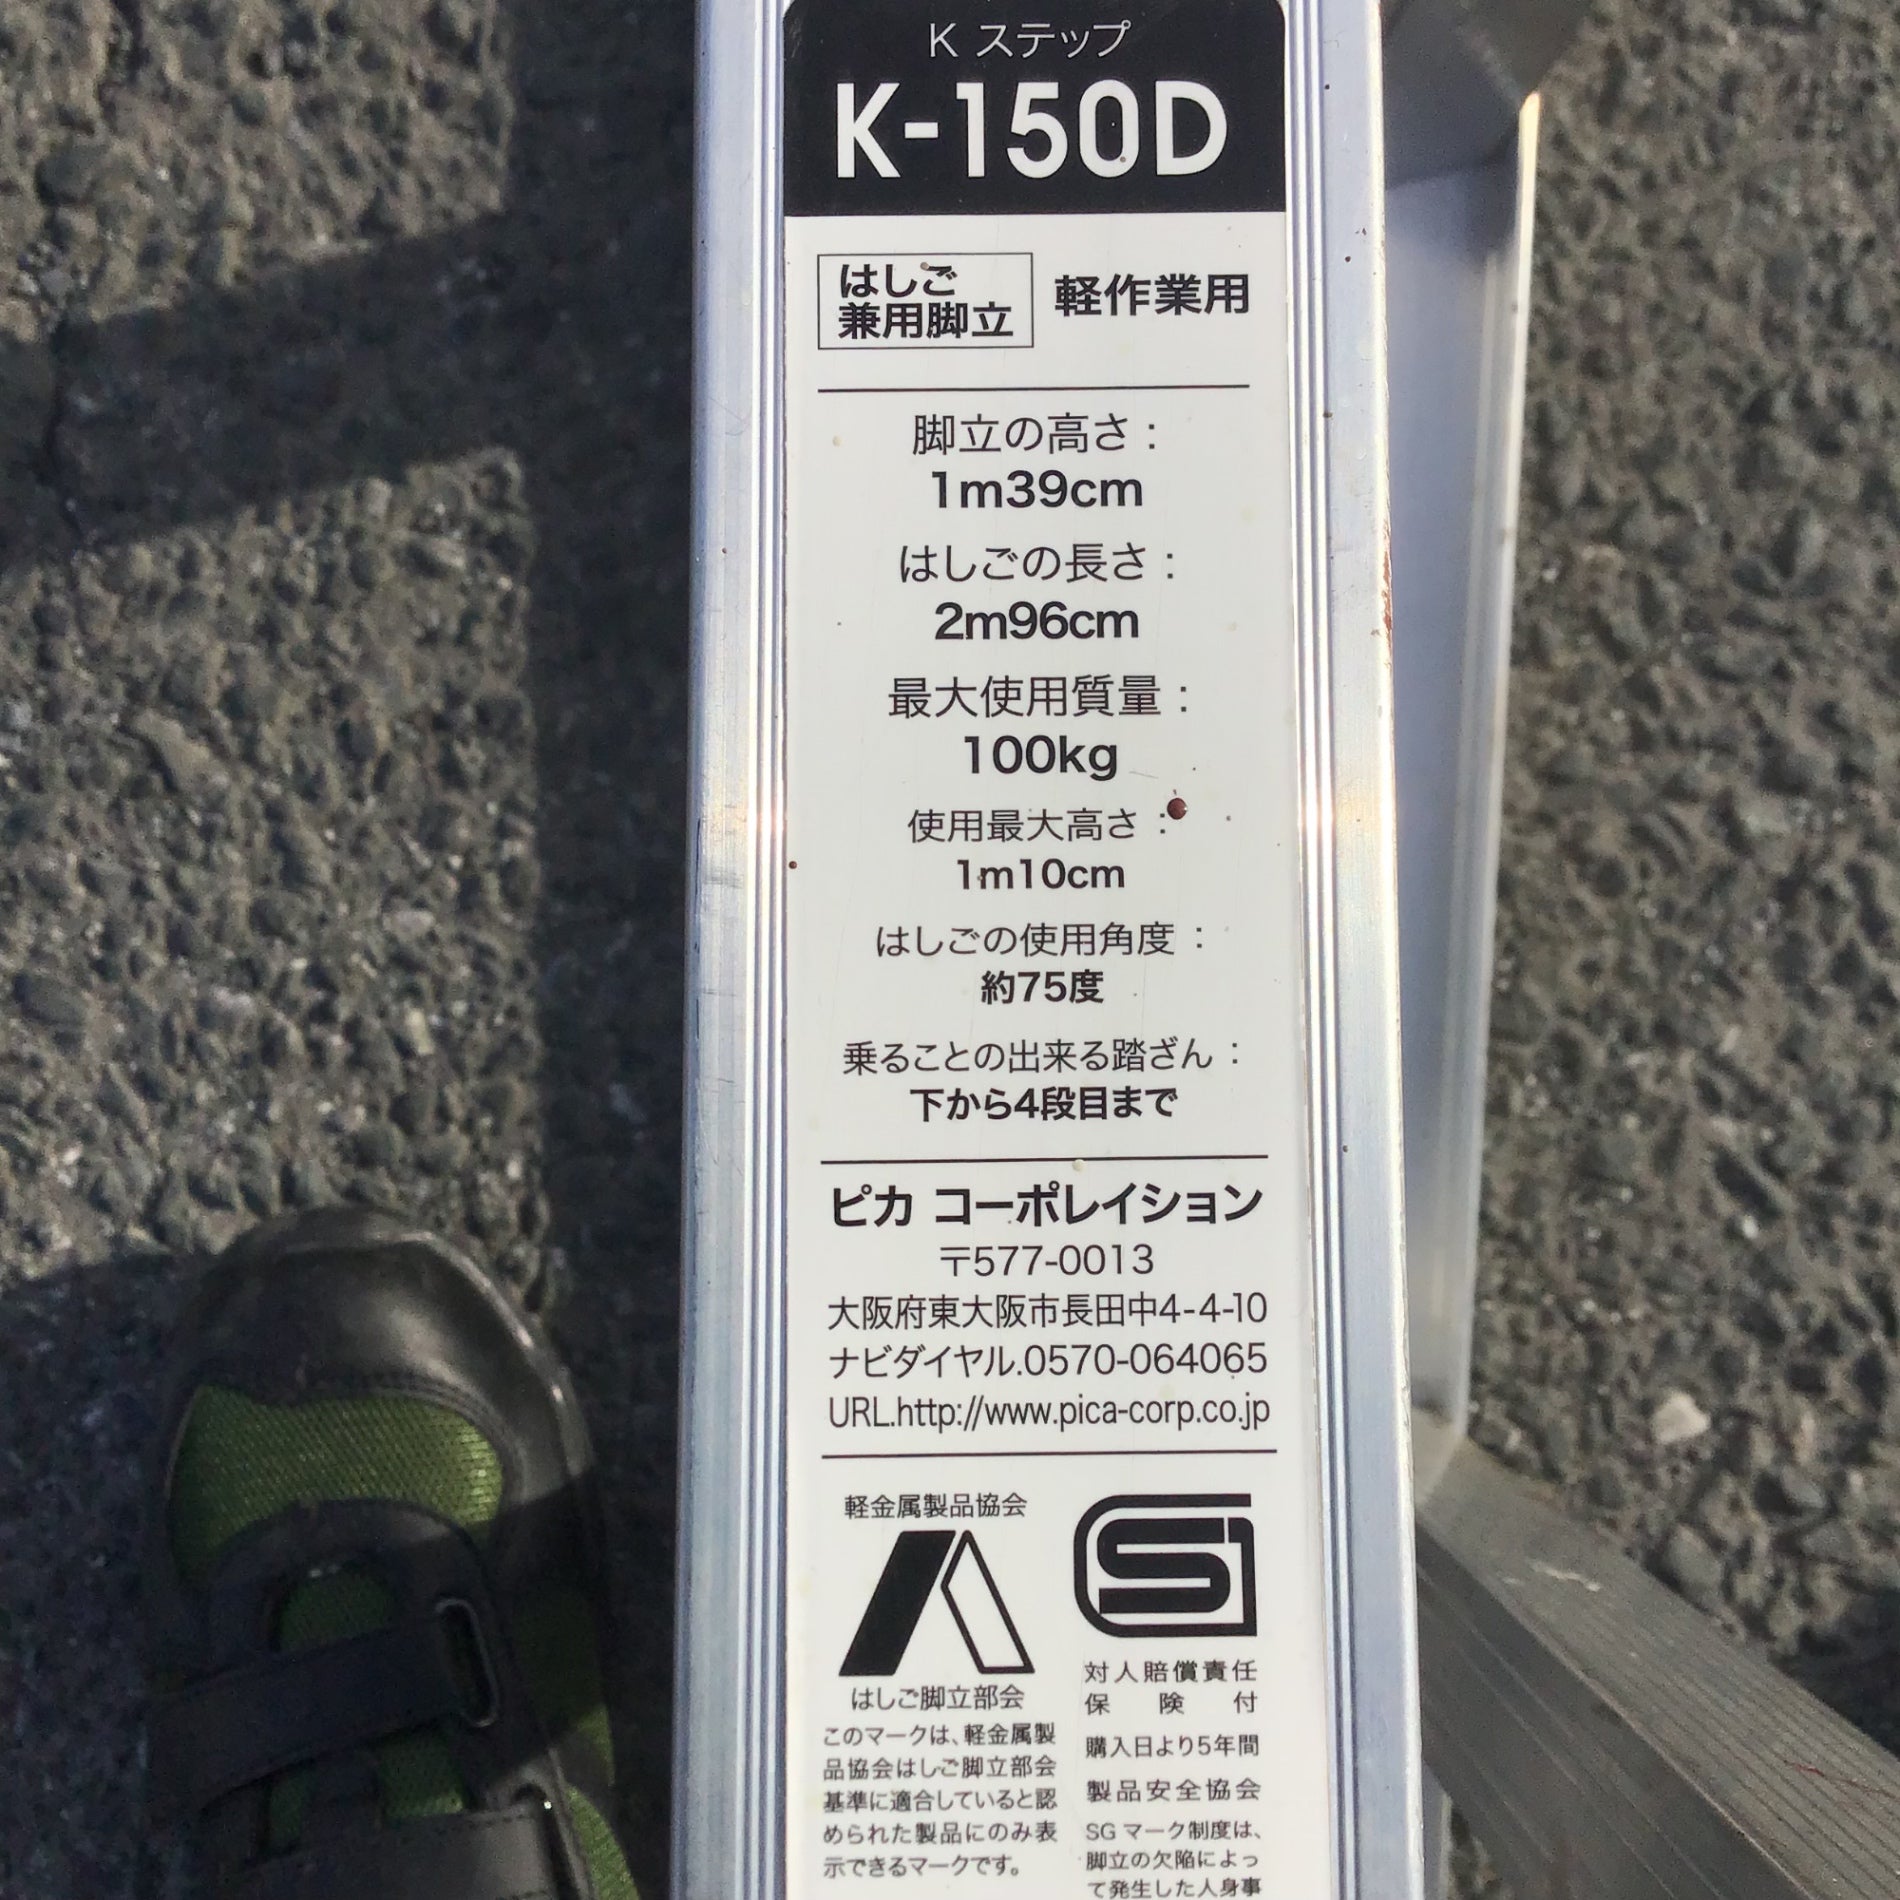 K ステップ
K-150D
はしご
兼用脚立
軽作業用
脚立の高さ：
1m39cm
はしごの長さ：
2m96cm
最大使用質量：
100kg
使用最大高さ：
1m10cm
はしごの使用角度：
約75度
乗ることの出来る踏ざん：
下から4段目まで
ピカ コーポレイション
〒577-0013
大阪府東大阪市長田中4-4-10
ナビダイヤル.0570-064065
URL.http://www.pica-corp.co.jp
軽金属製品協会
はしご脚立部会
このマークは、軽金属製
品協会はしご脚立部会
基準に適合していると認
められた製品にのみ表
示できるマークです。
SG
対人賠償責任
保険付
購入日より5年間
製品安全協会
SGマーク制度は、
脚立の欠陥によっ
て発生した人身事